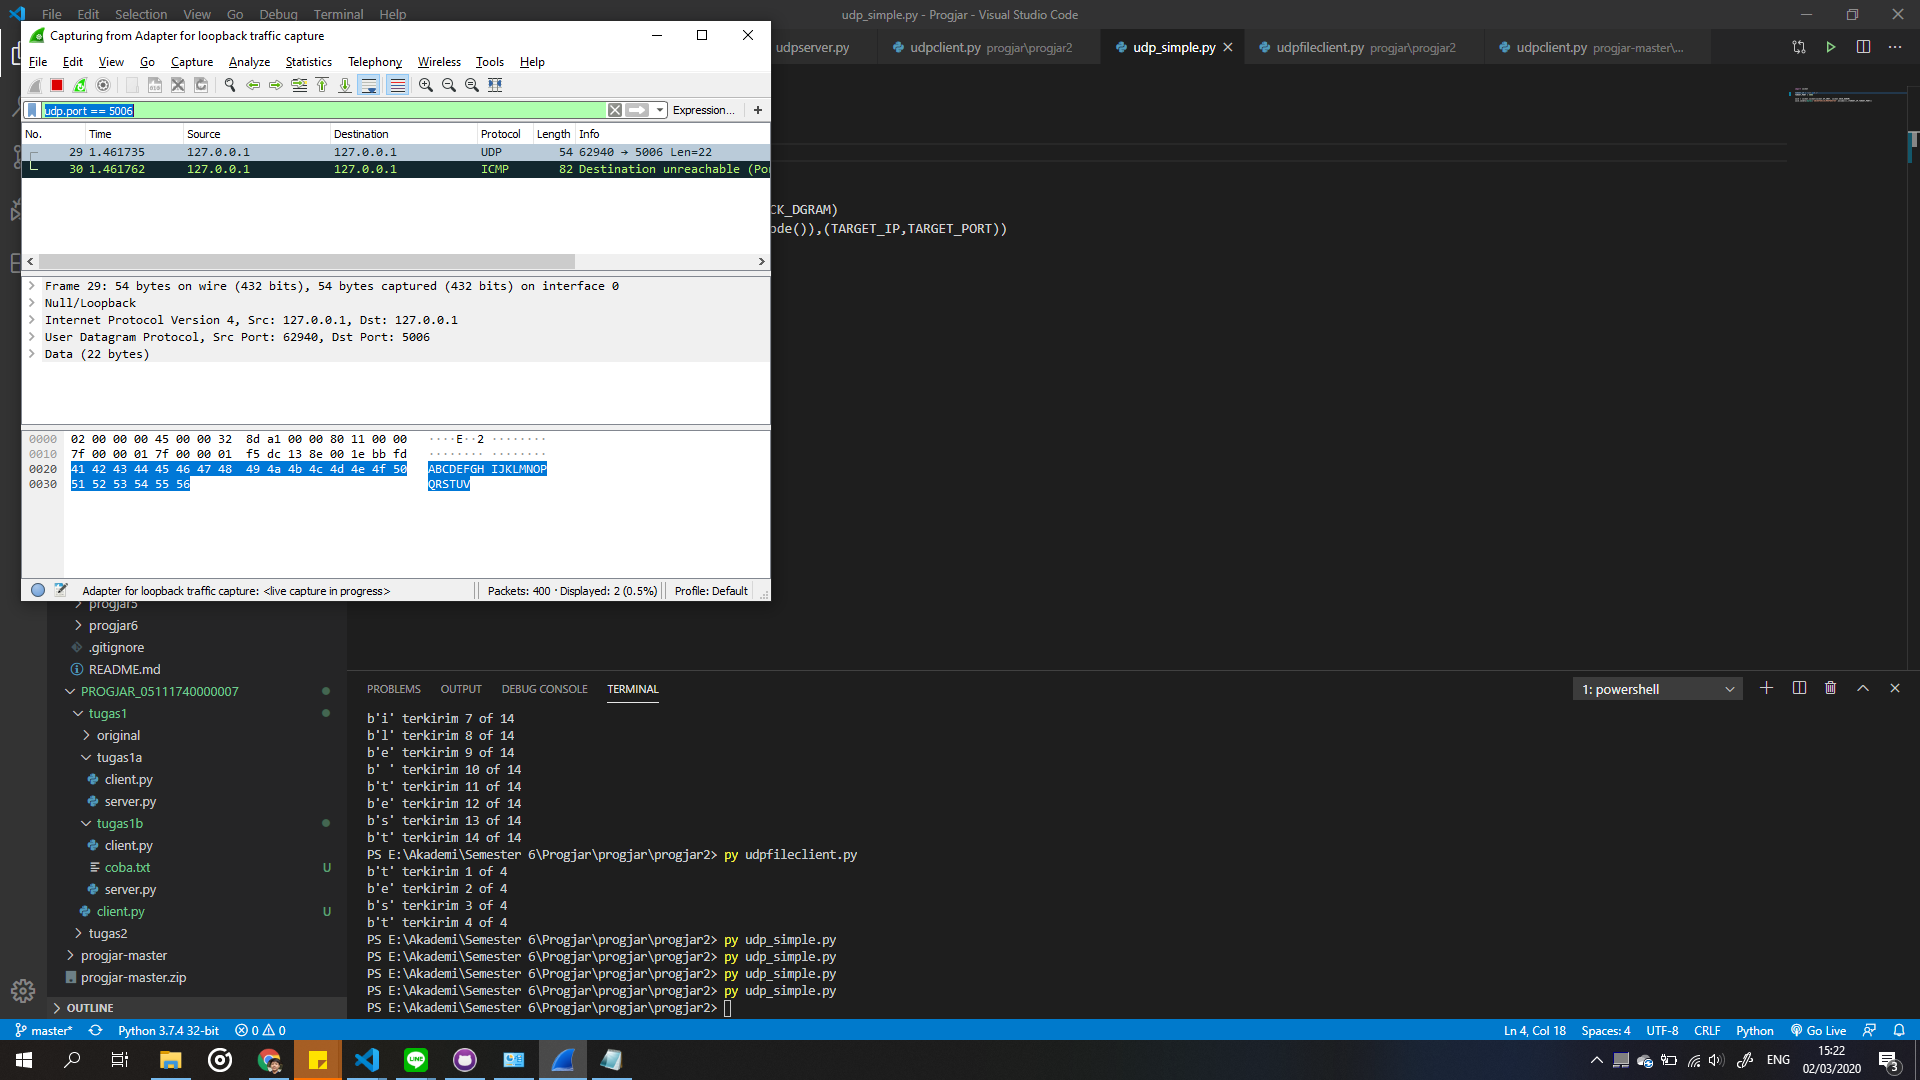 File Edit Selection View Go Debug Terminal Help
udp_simple.py - Progjar - Visual Studio Code
Capturing from Adapter for loopback traffic capture
File Edit View Go Capture Analyze Statistics Telephony Wireless Tools Help
udp.port == 5006
Expression...
+
No. Time Source Destination Protocol Length Info
29 1.461735 127.0.0.1 127.0.0.1 UDP 54 62940 → 5006 Len=22
30 1.461762 127.0.0.1 127.0.0.1 ICMP 82 Destination unreachable (Po
Frame 29: 54 bytes on wire (432 bits), 54 bytes captured (432 bits) on interface 0
Null/Loopback
Internet Protocol Version 4, Src: 127.0.0.1, Dst: 127.0.0.1
User Datagram Protocol, Src Port: 62940, Dst Port: 5006
Data (22 bytes)
0000 02 00 00 00 45 00 00 32 8d a1 00 00 80 11 00 00 ····E··2 ········
0010 7f 00 00 01 7f 00 00 01 f5 dc 13 8e 00 1e bb fd ········ ········
0020 41 42 43 44 45 46 47 48 49 4a 4b 4c 4d 4e 4f 50 ABCDEFGH IJKLMNOP
0030 51 52 53 54 55 56 QRSTUV
Adapter for loopback traffic capture: <live capture in progress>
Packets: 400 · Displayed: 2 (0.5%)
Profile: Default
udpserver.py
udpclient.py progjar\progjar2
udp_simple.py
udpfileclient.py progjar\progjar2
udpclient.py progjar-master\...
CK_DGRAM)
ode()),(TARGET_IP,TARGET_PORT))
progjar5
progjar6
.gitignore
README.md
PROGJAR_05111740000007
tugas1
original
tugas1a
client.py
server.py
tugas1b
client.py
coba.txt U
server.py
client.py U
tugas2
progjar-master
progjar-master.zip
OUTLINE
PROBLEMS OUTPUT DEBUG CONSOLE TERMINAL
1: powershell
b'i' terkirim 7 of 14
b'l' terkirim 8 of 14
b'e' terkirim 9 of 14
b' ' terkirim 10 of 14
b't' terkirim 11 of 14
b'e' terkirim 12 of 14
b's' terkirim 13 of 14
b't' terkirim 14 of 14
PS E:\Akademi\Semester 6\Progjar\progjar\progjar2> py udpfileclient.py
b't' terkirim 1 of 4
b'e' terkirim 2 of 4
b's' terkirim 3 of 4
b't' terkirim 4 of 4
PS E:\Akademi\Semester 6\Progjar\progjar\progjar2> py udp_simple.py
PS E:\Akademi\Semester 6\Progjar\progjar\progjar2> py udp_simple.py
PS E:\Akademi\Semester 6\Progjar\progjar\progjar2> py udp_simple.py
PS E:\Akademi\Semester 6\Progjar\progjar\progjar2> py udp_simple.py
PS E:\Akademi\Semester 6\Progjar\progjar\progjar2>
master* Python 3.7.4 32-bit 0 0
Ln 4, Col 18 Spaces: 4 UTF-8 CRLF Python Go Live
ENG
15:22
02/03/2020
3